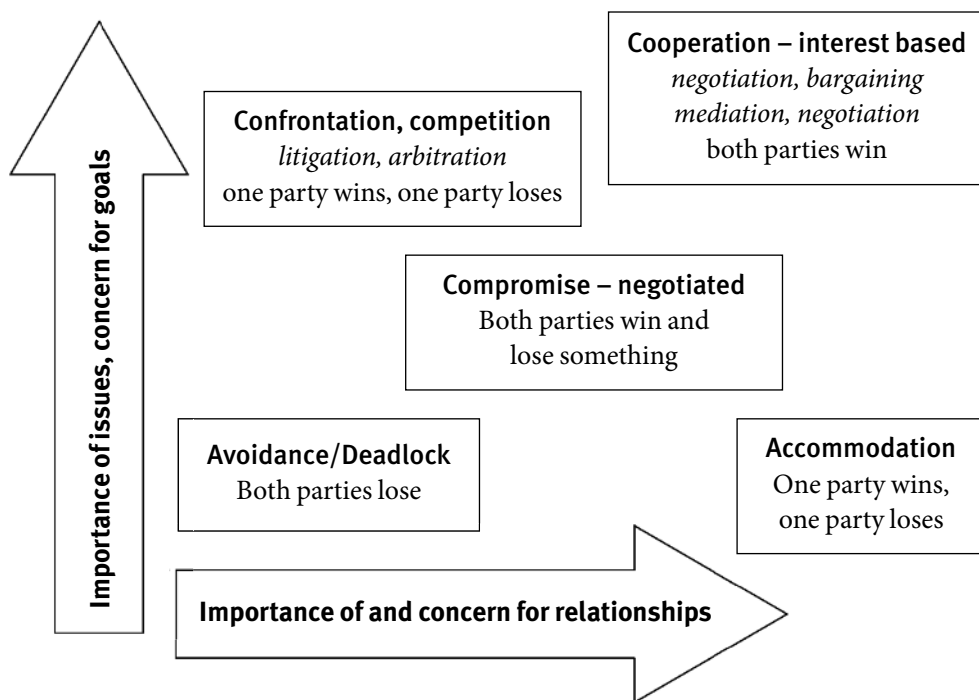 Cooperation – interest based
negotiation, bargaining
mediation, negotiation
both parties win
Confrontation, competition
litigation, arbitration
one party wins, one party loses
Importance of issues, concern for goals
Compromise – negotiated
Both parties win and
lose something
Avoidance/Deadlock
Both parties lose
Accommodation
One party wins,
one party loses
Importance of and concern for relationships